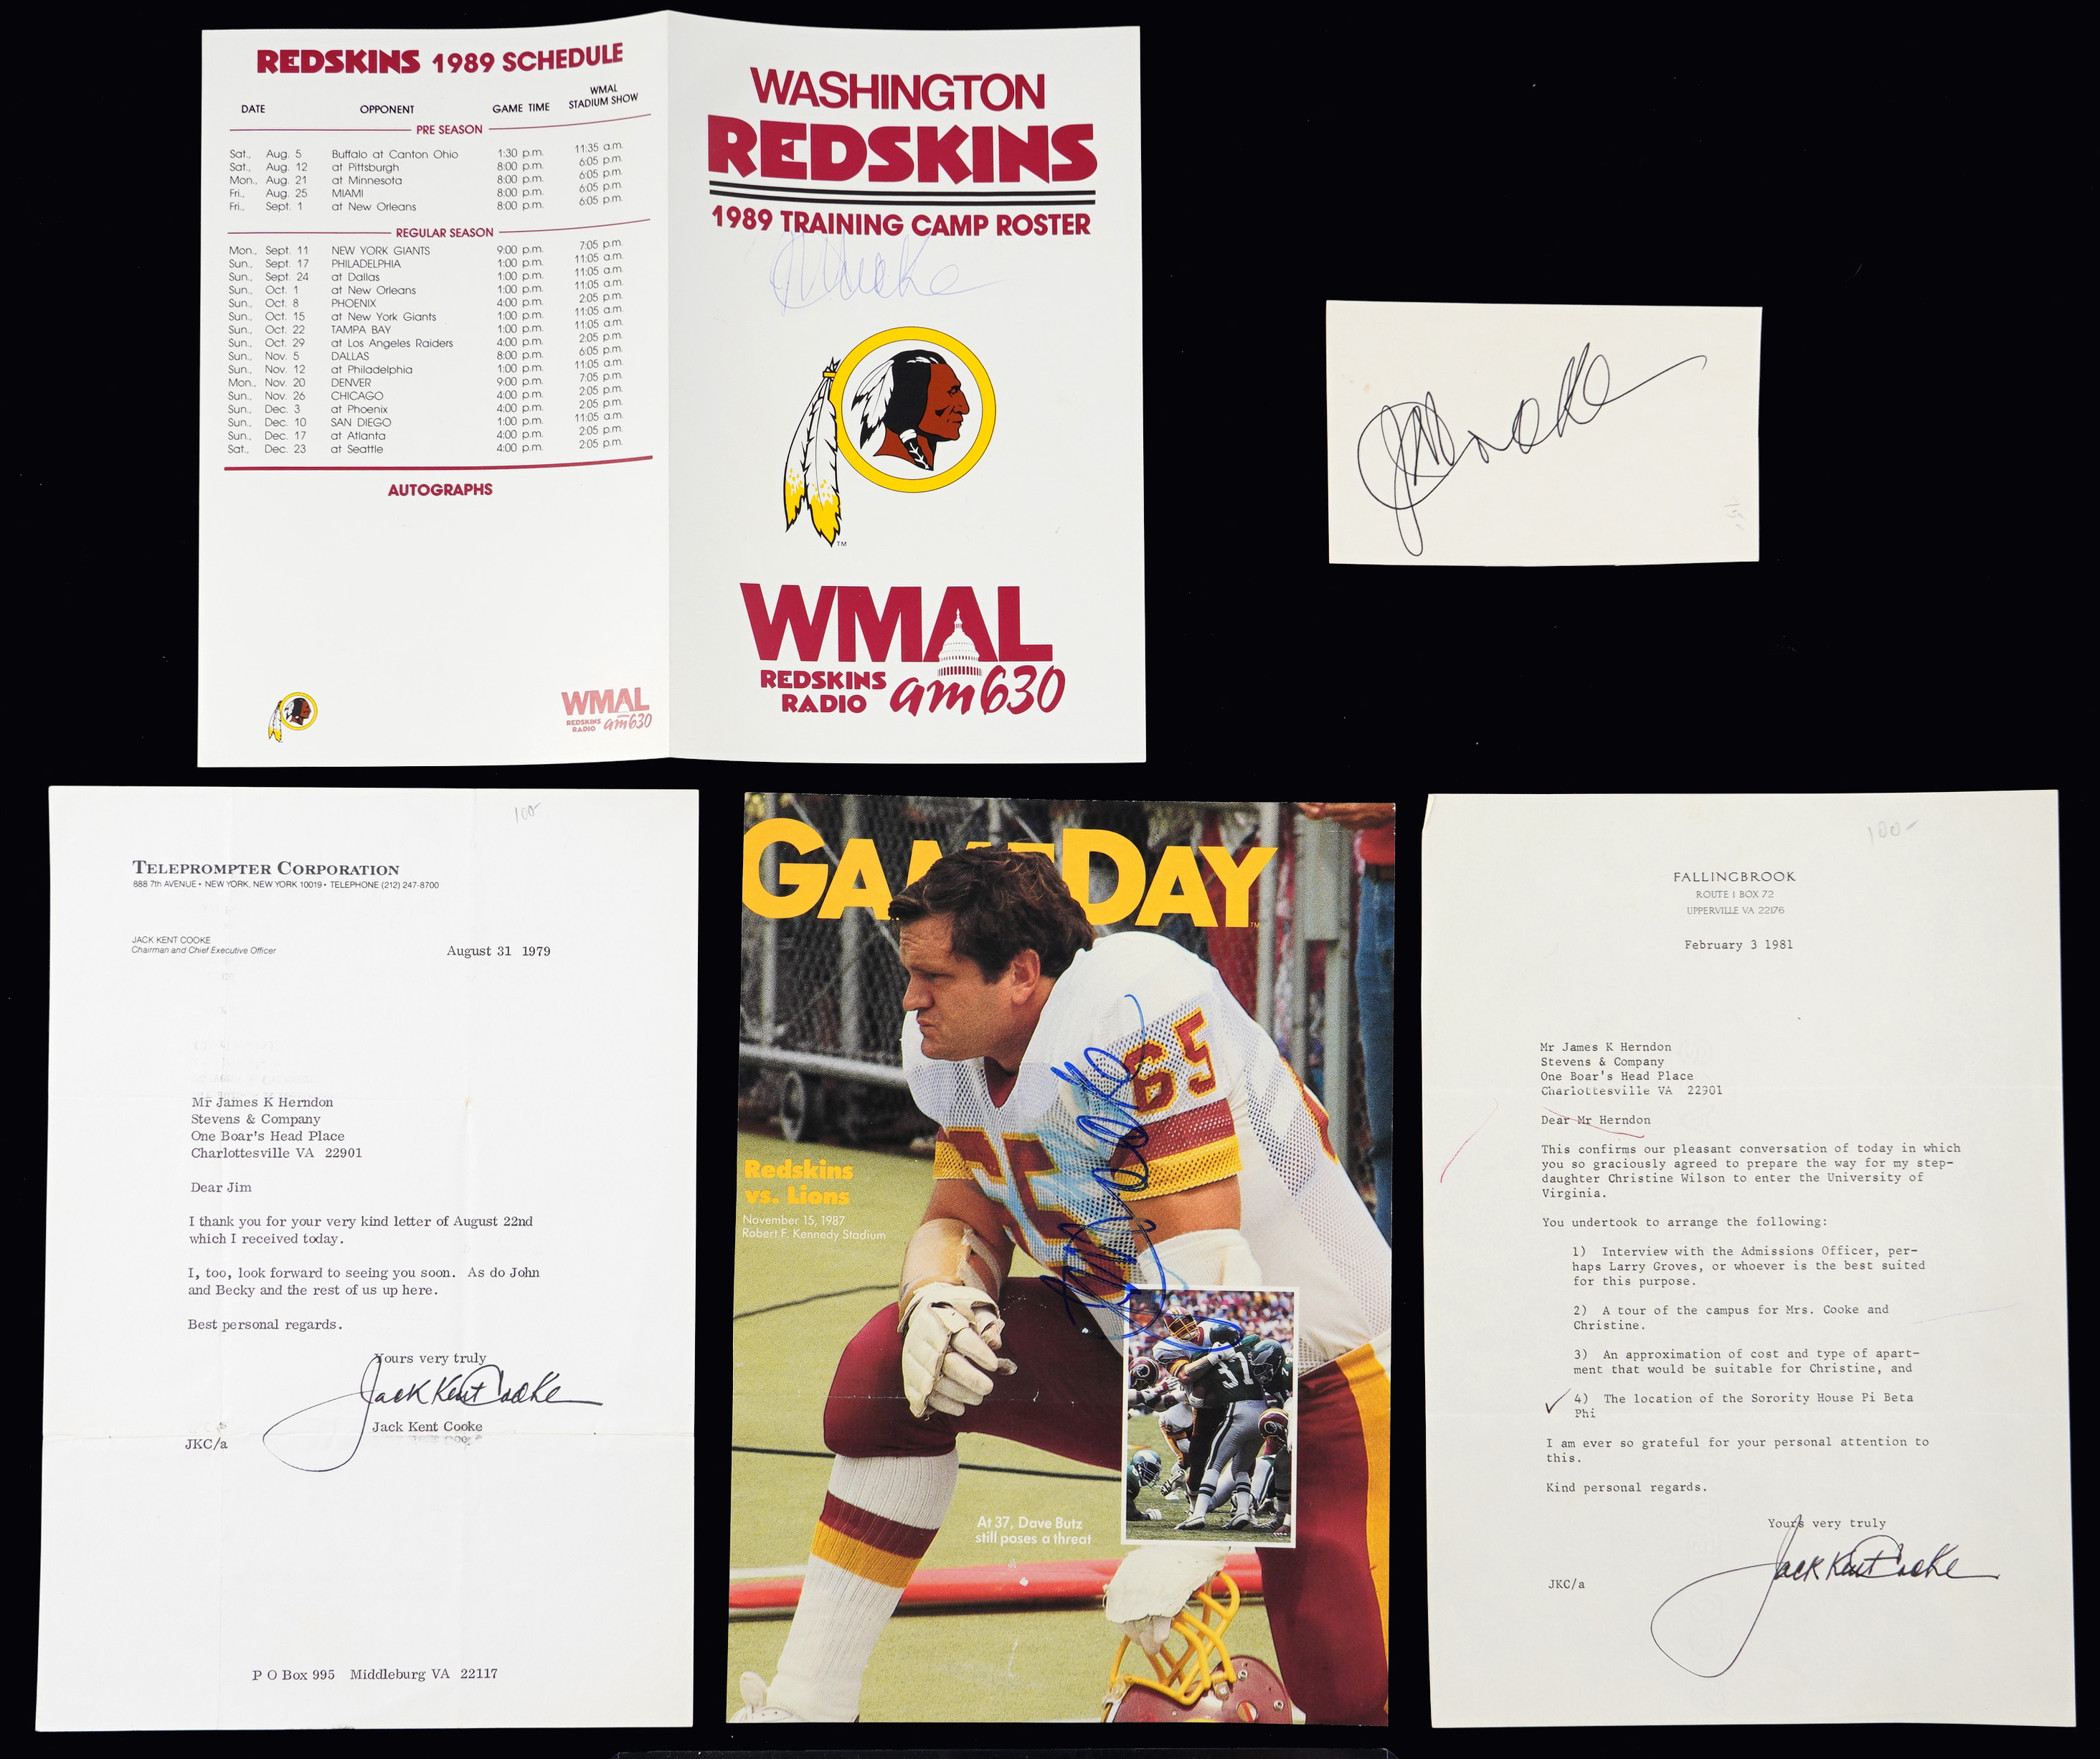 REDSKINS 1989 SCHEDULE
DATE OPPONENT GAME TIME WMAL STADIUM SHOW
PRE SEASON
Sat., Aug. 5 Buffalo at Canton Ohio 1:30 p.m. 11:35 a.m.
Sat., Aug. 12 at Pittsburgh 8:00 p.m. 6:05 p.m.
Mon., Aug. 21 at Minnesota 8:00 p.m. 6:05 p.m.
Fri., Aug. 25 MIAMI 8:00 p.m. 6:05 p.m.
Fri., Sept. 1 at New Orleans 8:00 p.m. 6:05 p.m.
REGULAR SEASON
Mon., Sept. 11 NEW YORK GIANTS 9:00 p.m. 7:05 p.m.
Sun., Sept. 17 PHILADELPHIA 1:00 p.m. 11:05 a.m.
Sun., Sept. 24 at Dallas 1:00 p.m. 11:05 a.m.
Sun., Oct. 1 at New Orleans 1:00 p.m. 11:05 a.m.
Sun., Oct. 8 PHOENIX 4:00 p.m. 2:05 p.m.
Sun., Oct. 15 at New York Giants 1:00 p.m. 11:05 a.m.
Sun., Oct. 22 TAMPA BAY 1:00 p.m. 11:05 a.m.
Sun., Oct. 29 at Los Angeles Raiders 4:00 p.m. 2:05 p.m.
Sun., Nov. 5 DALLAS 8:00 p.m. 6:05 p.m.
Sun., Nov. 12 at Philadelphia 1:00 p.m. 11:05 a.m.
Mon., Nov. 20 DENVER 9:00 p.m. 7:05 p.m.
Sun., Nov. 26 CHICAGO 4:00 p.m. 2:05 p.m.
Sun., Dec. 3 at Phoenix 4:00 p.m. 2:05 p.m.
Sun., Dec. 10 SAN DIEGO 1:00 p.m. 11:05 a.m.
Sun., Dec. 17 at Atlanta 4:00 p.m. 2:05 p.m.
Sat., Dec. 23 at Seattle 4:00 p.m. 2:05 p.m.
AUTOGRAPHS
WMAL
REDSKINS
RADIO am630
WASHINGTON
REDSKINS
1989 TRAINING CAMP ROSTER
TM
WMAL
REDSKINS
RADIO am630
100-
TELEPROMPTER CORPORATION
888 7th AVENUE • NEW YORK, NEW YORK 10019 • TELEPHONE (212) 247-8700
JACK KENT COOKE
Chairman and Chief Executive Officer
August 31 1979
Mr James K Herndon
Stevens & Company
One Boar's Head Place
Charlottesville VA 22901
Dear Jim
I thank you for your very kind letter of August 22nd
which I received today.
I, too, look forward to seeing you soon. As do John
and Becky and the rest of us up here.
Best personal regards.
Yours very truly
Jack Kent Cooke
Jack Kent Cooke
JKC/a
P O Box 995 Middleburg VA 22117
GAMEDAY
TM
65
65
Redskins
vs. Lions
November 15, 1987
Robert F. Kennedy Stadium
37
At 37, Dave Butz
still poses a threat
100-
FALLINGBROOK
ROUTE 1 BOX 72
UPPERVILLE VA 22176
February 3 1981
Mr James K Herndon
Stevens & Company
One Boar's Head Place
Charlottesville VA 22901
Dear Mr Herndon
This confirms our pleasant conversation of today in which
you so graciously agreed to prepare the way for my step-
daughter Christine Wilson to enter the University of
Virginia.
You undertook to arrange the following:
1) Interview with the Admissions Officer, per-
haps Larry Groves, or whoever is the best suited
for this purpose.
2) A tour of the campus for Mrs. Cooke and
Christine.
3) An approximation of cost and type of apart-
ment that would be suitable for Christine, and
4) The location of the Sorority House Pi Beta
Phi
I am ever so grateful for your personal attention to
this.
Kind personal regards.
Yours very truly
Jack Kent Cooke
JKC/a